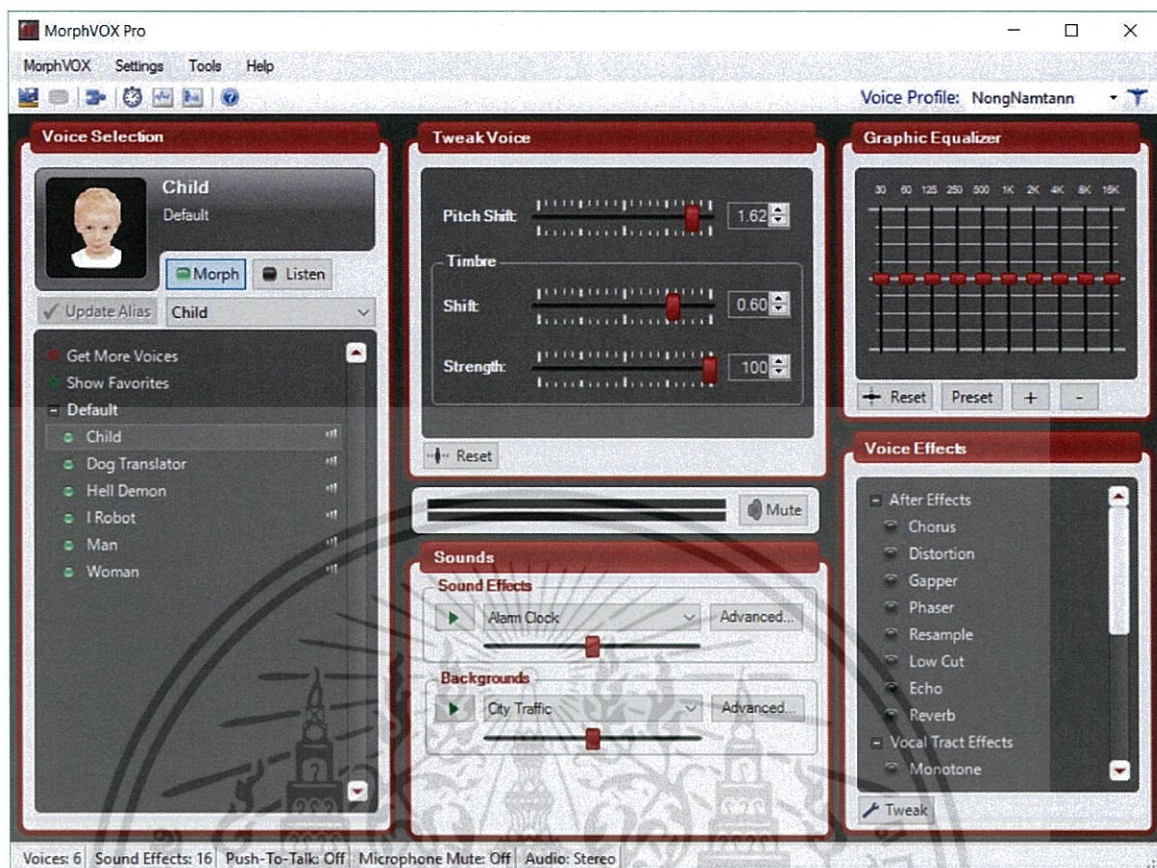 MorphVOX Pro
MorphVOX Settings Tools Help
Voice Profile: NongNamtann
Voice Selection
Child
Default
Morph Listen
Update Alias Child
Get More Voices
Show Favorites
Default
Child
Dog Translator
Hell Demon
I Robot
Man
Woman
Tweak Voice
Pitch Shift: 1.62
Timbre
Shift: 0.60
Strength: 100
Reset
Mute
Sounds
Sound Effects
Alarm Clock Advanced...
Backgrounds
City Traffic Advanced...
Graphic Equalizer
30 60 125 250 500 1K 2K 4K 8K 16K
Reset Preset + -
Voice Effects
After Effects
Chorus
Distortion
Gapper
Phaser
Resample
Low Cut
Echo
Reverb
Vocal Tract Effects
Monotone
Tweak
Voices: 6 Sound Effects: 16 Push-To-Talk: Off Microphone Mute: Off Audio: Stereo